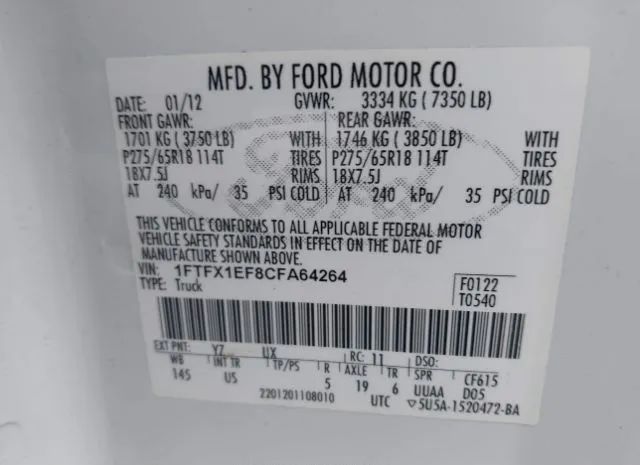 MFD. BY FORD MOTOR CO.
DATE: 01/12 GVWR: 3334 KG ( 7350 LB)
FRONT GAWR: REAR GAWR:
1701 KG (3750 LB) WITH 1746 KG (3850 LB) WITH
P275/65R18 114T TIRES P275/65R18 114T TIRES
18X7.5J RIMS 18X7.5J RIMS
AT 240 kPa/ 35 PSI COLD AT 240 kPa/ 35 PSI COLD
THIS VEHICLE CONFORMS TO ALL APPLICABLE FEDERAL MOTOR
VEHICLE SAFETY STANDARDS IN EFFECT ON THE DATE OF
MANUFACTURE SHOWN ABOVE.
VIN: 1FTFX1EF8CFA64264 F0122
TYPE: Truck T0540
EXT PNT: YZ UX RC: 11 DSO:
WB INT TR TP/PS R AXLE TR SPR CF615
145 US 5 19 6 UUAA D05
2201201108010 UTC ▽5U5A-1520472-BA